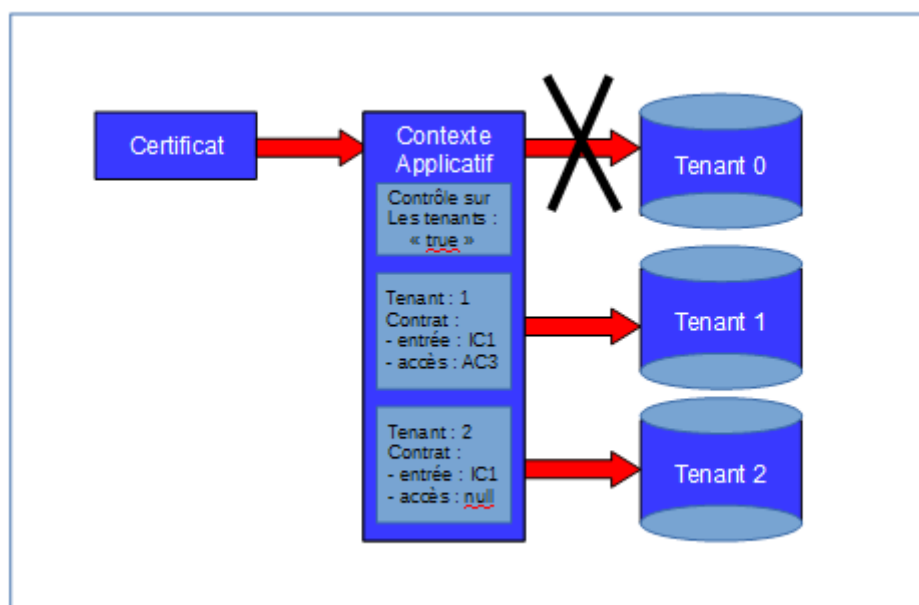 Certificat
Contexte
Applicatif
Contrôle sur
Les tenants :
« true »
Tenant : 1
Contrat :
- entrée : IC1
- accès : AC3
Tenant : 2
Contrat :
- entrée : IC1
- accès : null
Tenant 0
Tenant 1
Tenant 2